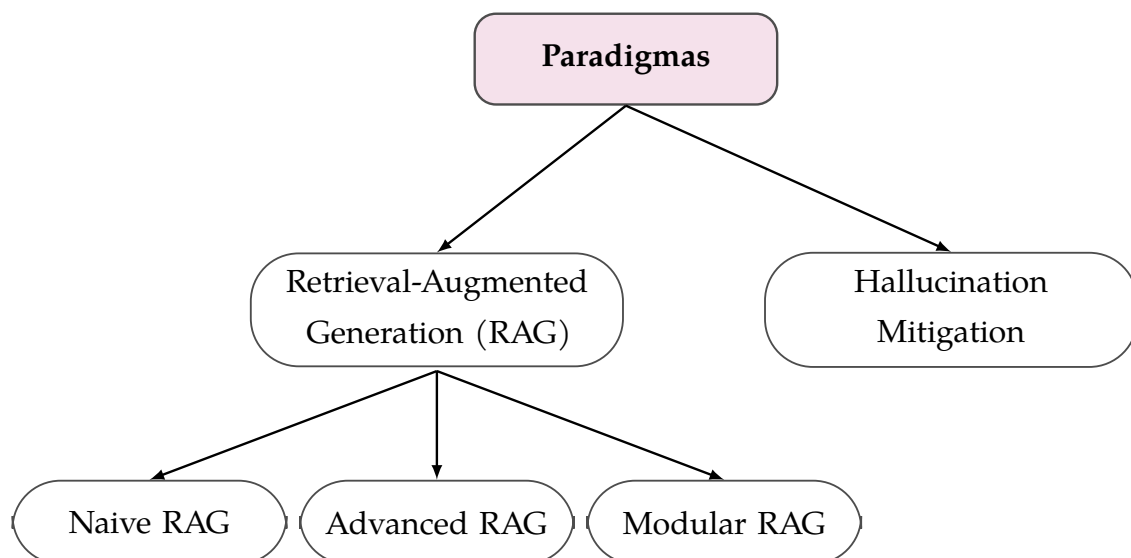 Paradigmas
Retrieval-Augmented
Generation (RAG)
Hallucination
Mitigation
Naive RAG
Advanced RAG
Modular RAG